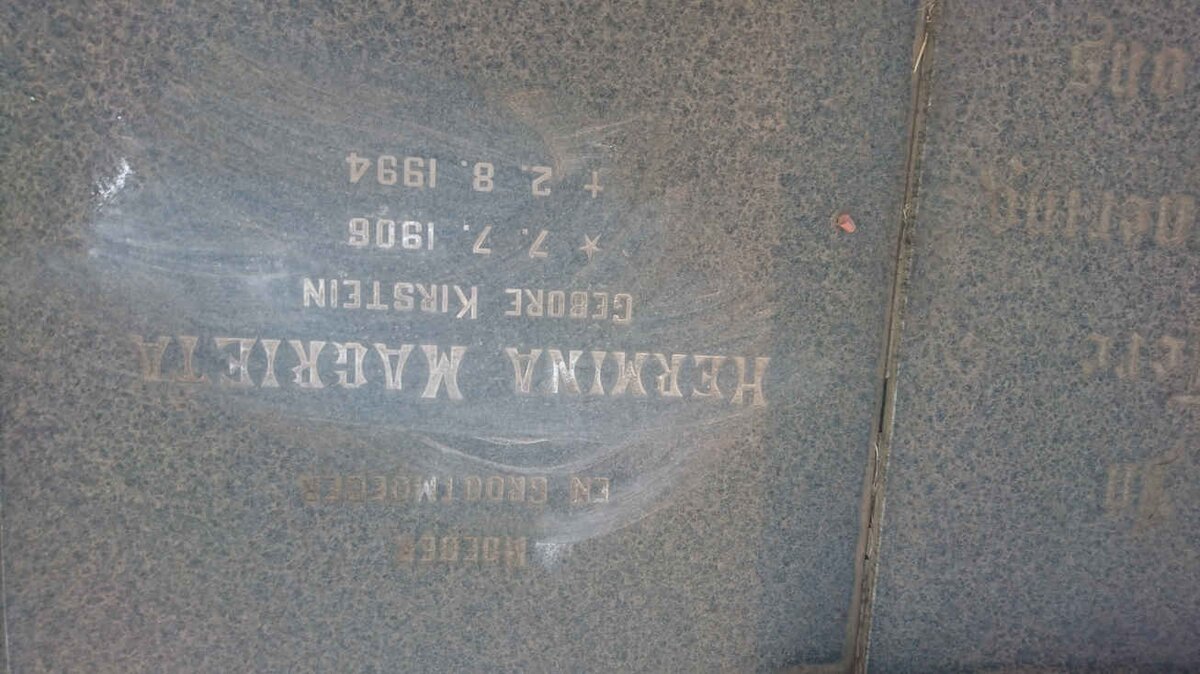 MOEDER
EN GROOTMOEDER
HERMINA MAGRIETA
GEBORE KIRSTEIN
★ 7. 7. 1906
† 2. 8. 1994